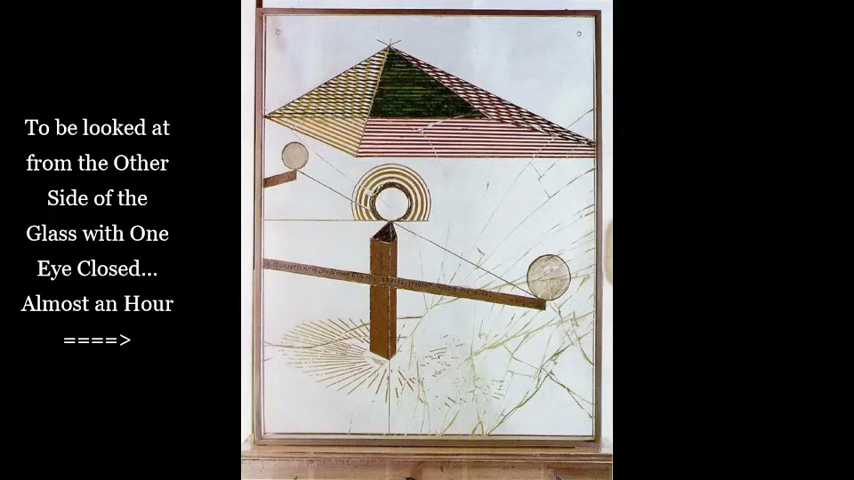 To be looked at
from the Other
Side of the
Glass with One
Eye Closed...
Almost an Hour
====>